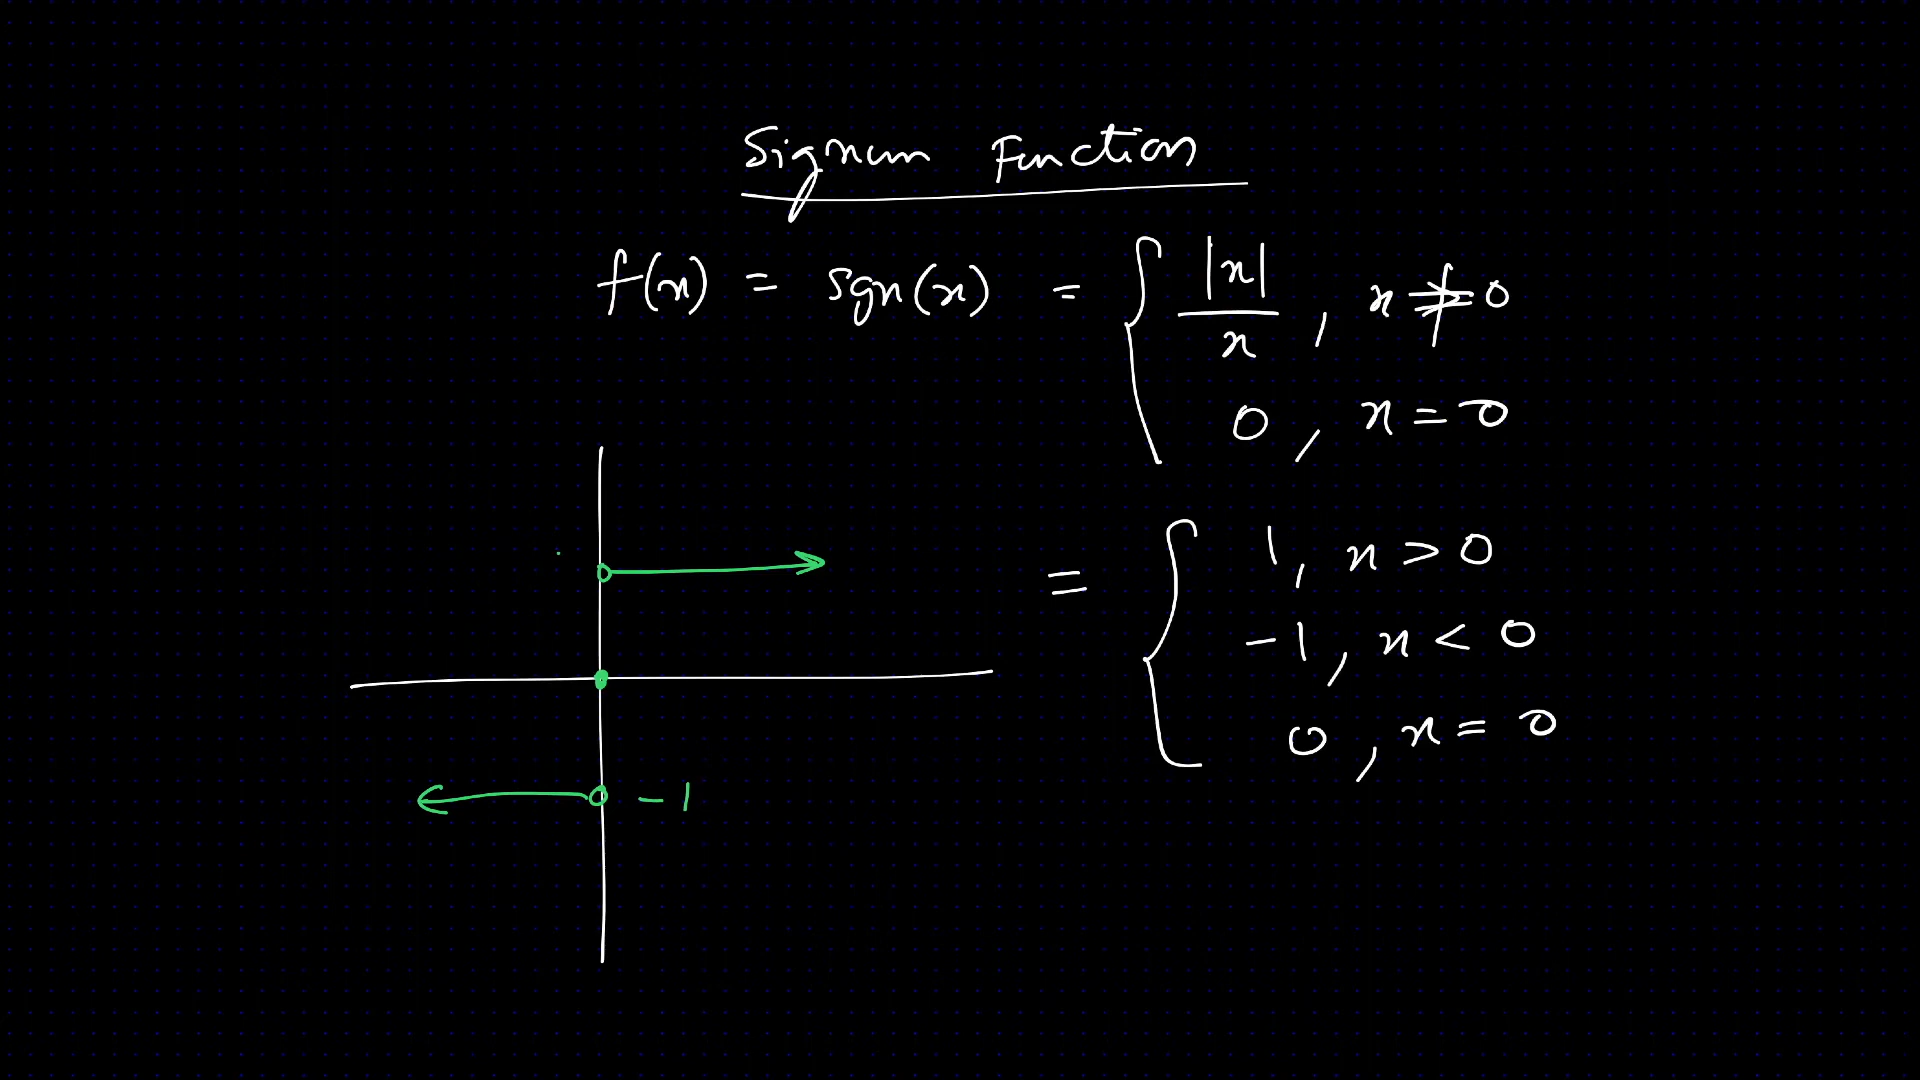 Signum Function
f(x) = sgn(x) = { |x|/x , x ≠ 0
0 , x = 0
= { 1, x > 0
-1, x < 0
0, x = 0
-1